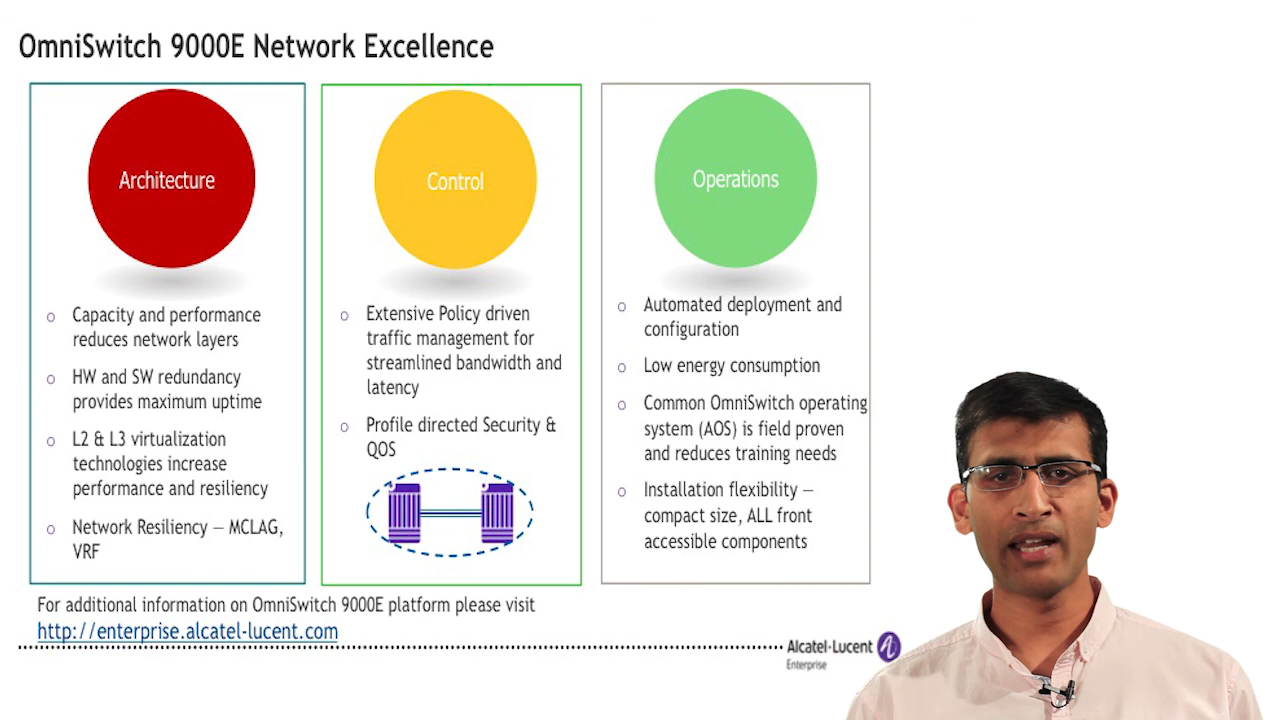 OmniSwitch 9000E Network Excellence
Architecture
o Capacity and performance
reduces network layers
o HW and SW redundancy
provides maximum uptime
o L2 & L3 virtualization
technologies increase
performance and resiliency
o Network Resiliency – MCLAG,
VRF
Control
o Extensive Policy driven
traffic management for
streamlined bandwidth and
latency
o Profile directed Security &
QOS
Operations
o Automated deployment and
configuration
o Low energy consumption
o Common OmniSwitch operating
system (AOS) is field proven
and reduces training needs
o Installation flexibility –
compact size, ALL front
accessible components
For additional information on OmniSwitch 9000E platform please visit
http://enterprise.alcatel-lucent.com
Alcatel·Lucent
Enterprise